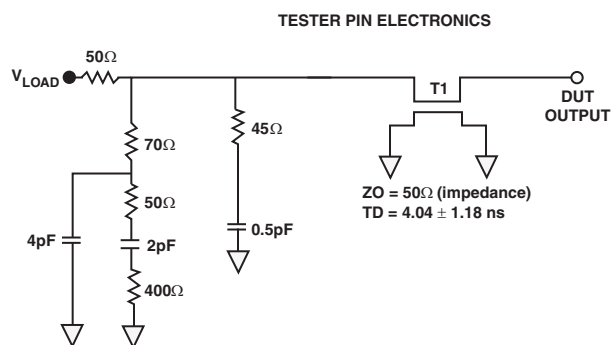 TESTER PIN ELECTRONICS
50Ω
VLOAD
T1
DUT
OUTPUT
70Ω
45Ω
50Ω
ZO = 50Ω (impedance)
TD = 4.04 ± 1.18 ns
4pF
2pF
0.5pF
400Ω